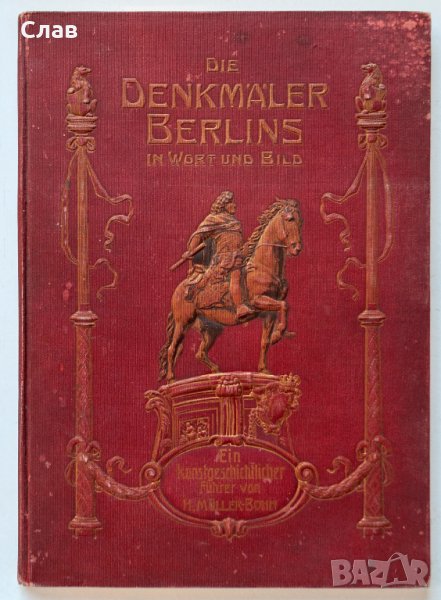 Слав
DIE
DENKMÄLER
BERLINS
IN WORT UND BILD
Ein
kunstgeschichtlicher
Führer von
H. MÜLLER-BOHN
BAZAR